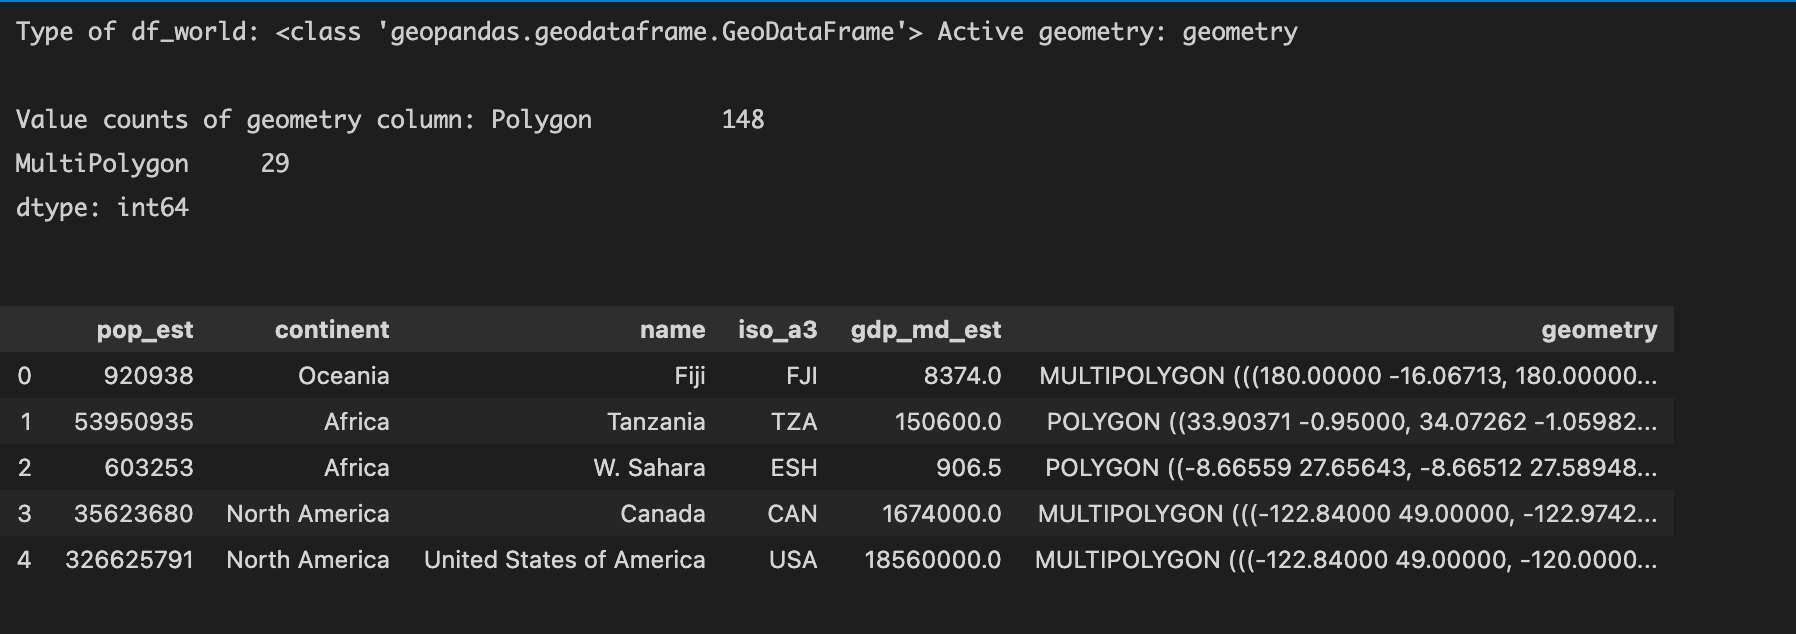 Type of df_world: <class 'geopandas.geodataframe.GeoDataFrame'> Active geometry: geometry
Value counts of geometry column: Polygon 148
MultiPolygon 29
dtype: int64
pop_est continent name iso_a3 gdp_md_est geometry
0 920938 Oceania Fiji FJI 8374.0 MULTIPOLYGON (((180.00000 -16.06713, 180.00000...
1 53950935 Africa Tanzania TZA 150600.0 POLYGON ((33.90371 -0.95000, 34.07262 -1.05982...
2 603253 Africa W. Sahara ESH 906.5 POLYGON ((-8.66559 27.65643, -8.66512 27.58948...
3 35623680 North America Canada CAN 1674000.0 MULTIPOLYGON (((-122.84000 49.00000, -122.9742...
4 326625791 North America United States of America USA 18560000.0 MULTIPOLYGON (((-122.84000 49.00000, -120.0000...